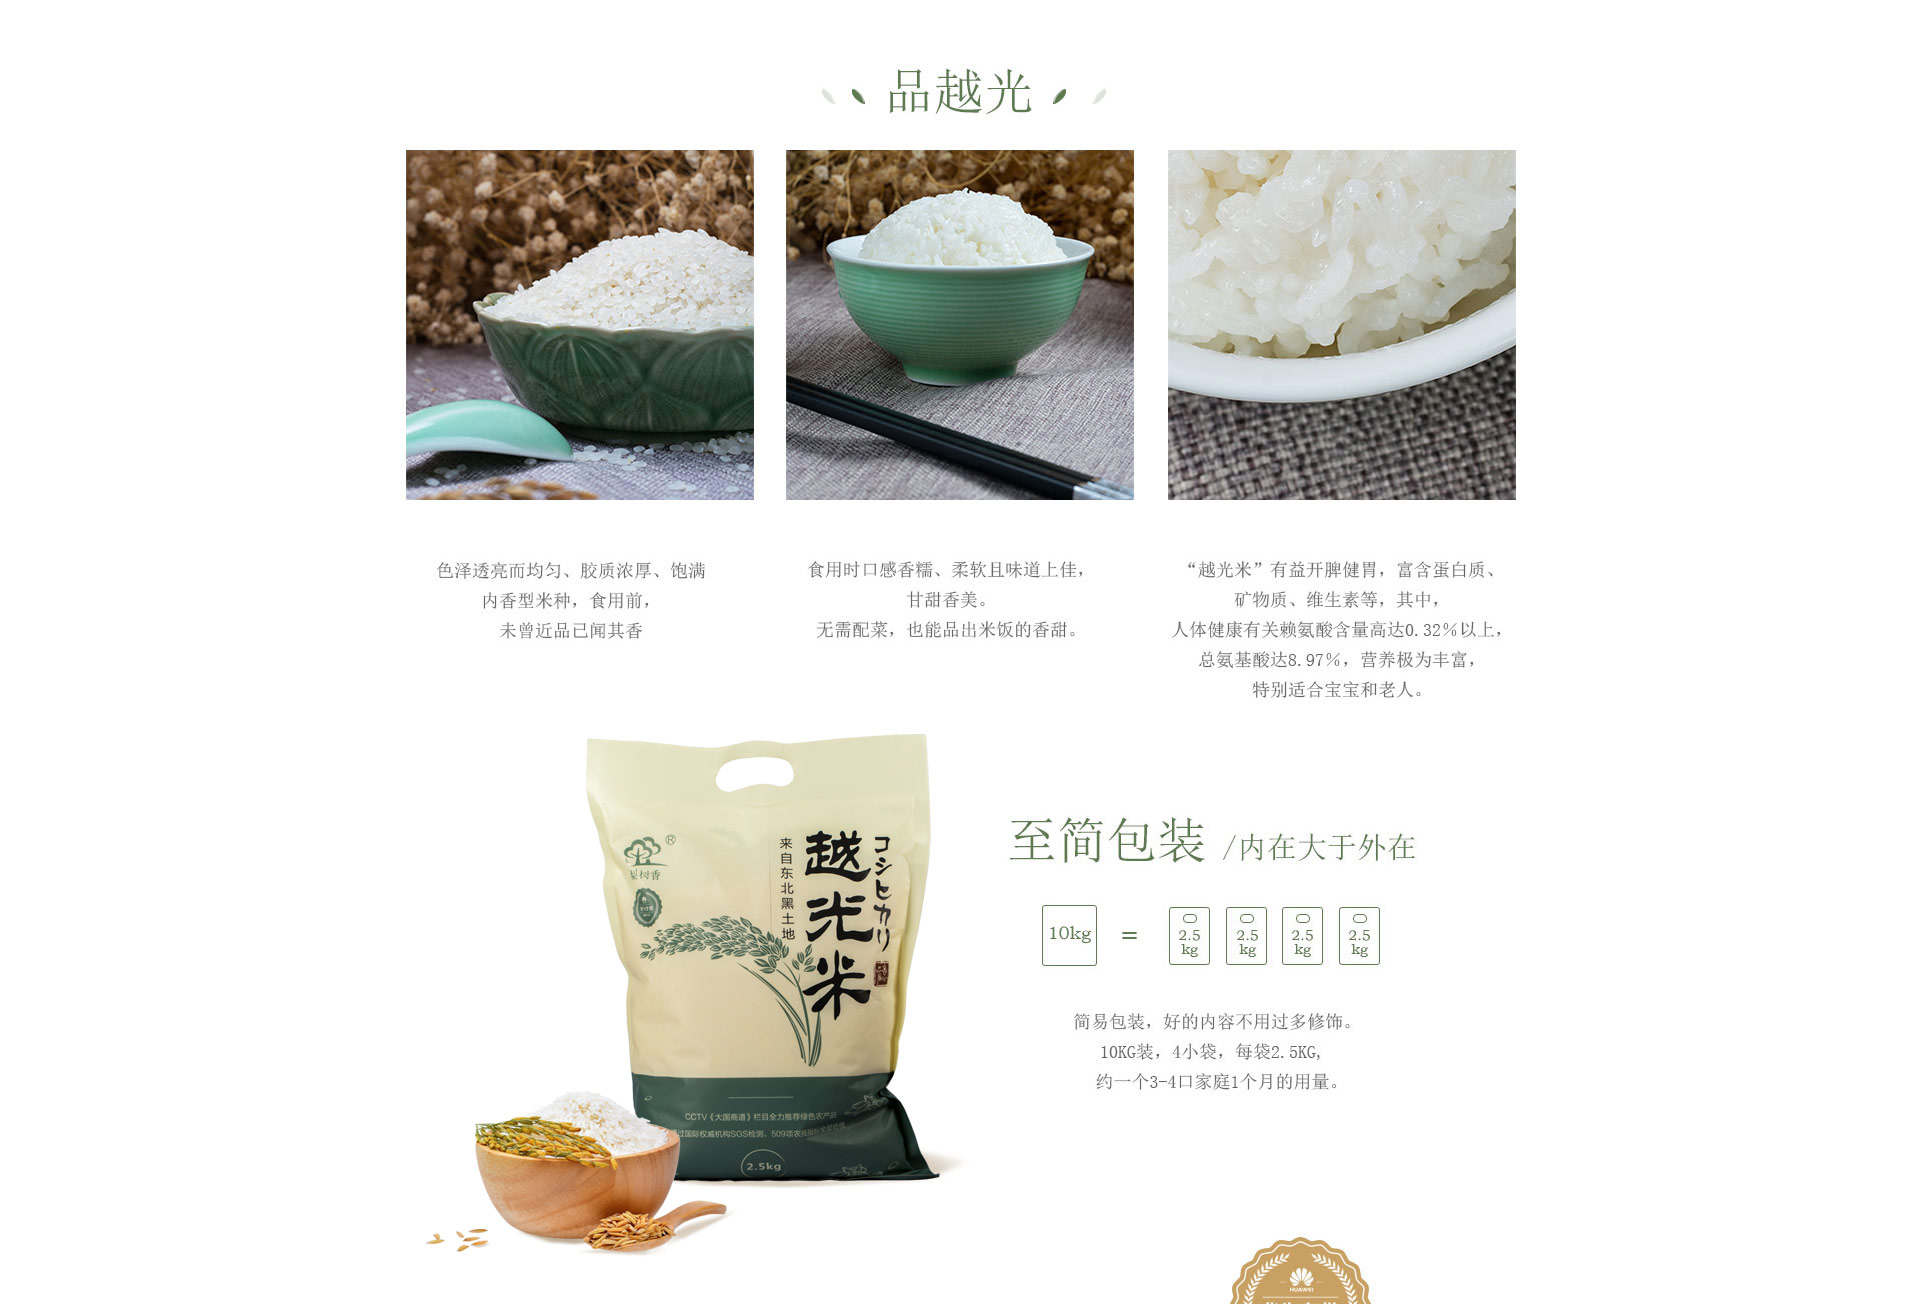 品越光
色泽透亮而均匀、胶质浓厚、饱满
内香型米种，食用前，
未曾近品已闻其香
食用时口感香糯、柔软且味道上佳，
甘甜香美。
无需配菜，也能品出米饭的香甜。
“越光米”有益开脾健胃，富含蛋白质、
矿物质、维生素等，其中，
人体健康有关赖氨酸含量高达0.32%以上，
总氨基酸达8.97%，营养极为丰富，
特别适合宝宝和老人。
至简包装 /内在大于外在
10kg = 2.5kg 2.5kg 2.5kg 2.5kg
简易包装，好的内容不用过多修饰。
10KG装，4小袋，每袋2.5KG,
约一个3-4口家庭1个月的用量。
コシヒカリ
越光米
来自东北黑土地
梨树香®
CCTV《大国商道》栏目全力推荐绿色农产品
通过国际权威机构SGS检测，509项农残
2.5kg
HUAWEI